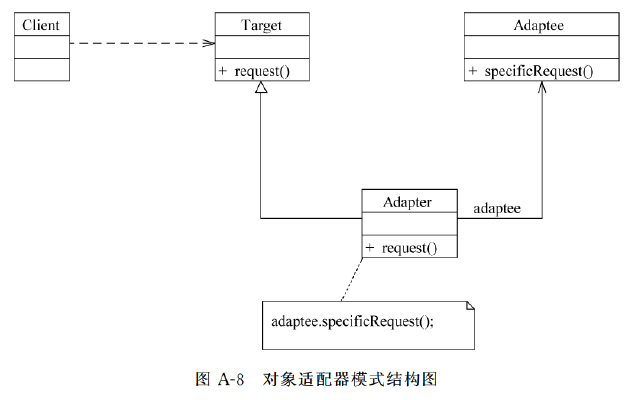 Client
Target
+ request()
Adaptee
+ specificRequest()
Adapter
+ request()
adaptee
adaptee.specificRequest();
图 A-8 对象适配器模式结构图